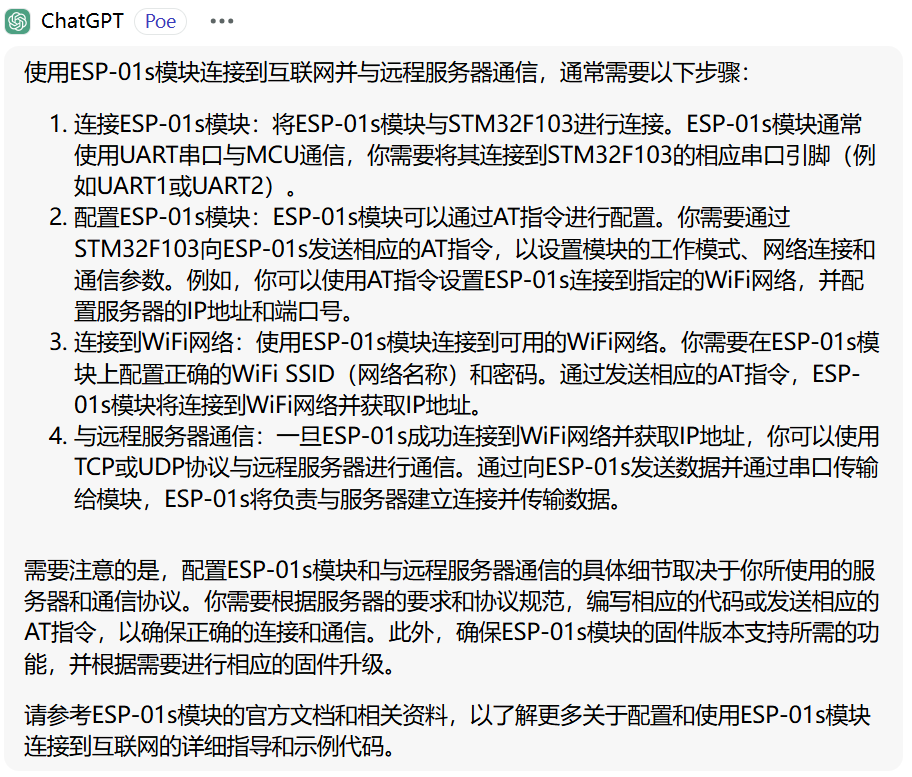 ChatGPT Poe •••
使用ESP-01s模块连接到互联网并与远程服务器通信，通常需要以下步骤：
1. 连接ESP-01s模块：将ESP-01s模块与STM32F103进行连接。ESP-01s模块通常
使用UART串口与MCU通信，你需要将其连接到STM32F103的相应串口引脚（例
如UART1或UART2）。
2. 配置ESP-01s模块：ESP-01s模块可以通过AT指令进行配置。你需要通过
STM32F103向ESP-01s发送相应的AT指令，以设置模块的工作模式、网络连接和
通信参数。例如，你可以使用AT指令设置ESP-01s连接到指定的WiFi网络，并配
置服务器的IP地址和端口号。
3. 连接到WiFi网络：使用ESP-01s模块连接到可用的WiFi网络。你需要在ESP-01s模
块上配置正确的WiFi SSID（网络名称）和密码。通过发送相应的AT指令，ESP-
01s模块将连接到WiFi网络并获取IP地址。
4. 与远程服务器通信：一旦ESP-01s成功连接到WiFi网络并获取IP地址，你可以使用
TCP或UDP协议与远程服务器进行通信。通过向ESP-01s发送数据并通过串口传输
给模块，ESP-01s将负责与服务器建立连接并传输数据。
需要注意的是，配置ESP-01s模块和与远程服务器通信的具体细节取决于你所使用的服
务器和通信协议。你需要根据服务器的要求和协议规范，编写相应的代码或发送相应的
AT指令，以确保正确的连接和通信。此外，确保ESP-01s模块的固件版本支持所需的功
能，并根据需要进行相应的固件升级。
请参考ESP-01s模块的官方文档和相关资料，以了解更多关于配置和使用ESP-01s模块
连接到互联网的详细指导和示例代码。